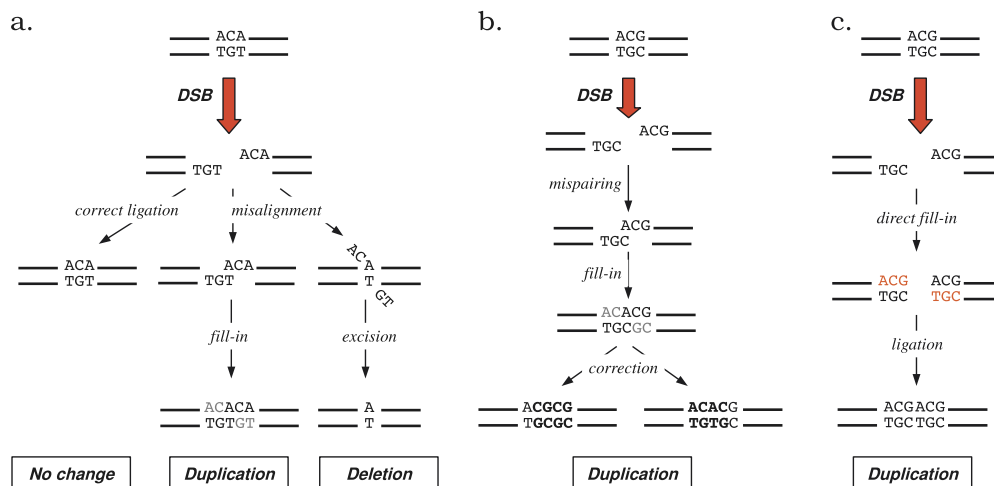 a.
ACA
TGT
DSB
ACA
TGT
correct ligation
misalignment
ACA
TGT
ACA
TGT
ACA
TGT
fill-in
excision
ACACA
TGTGT
A
T
No change
Duplication
Deletion
b.
ACG
TGC
DSB
ACG
TGC
mispairing
ACG
TGC
fill-in
ACACG
TGCGC
correction
ACGCG
TGCGC
ACACG
TGTGC
Duplication
c.
ACG
TGC
DSB
ACG
TGC
direct fill-in
ACG ACG
TGC TGC
ligation
ACGACG
TGCTGC
Duplication